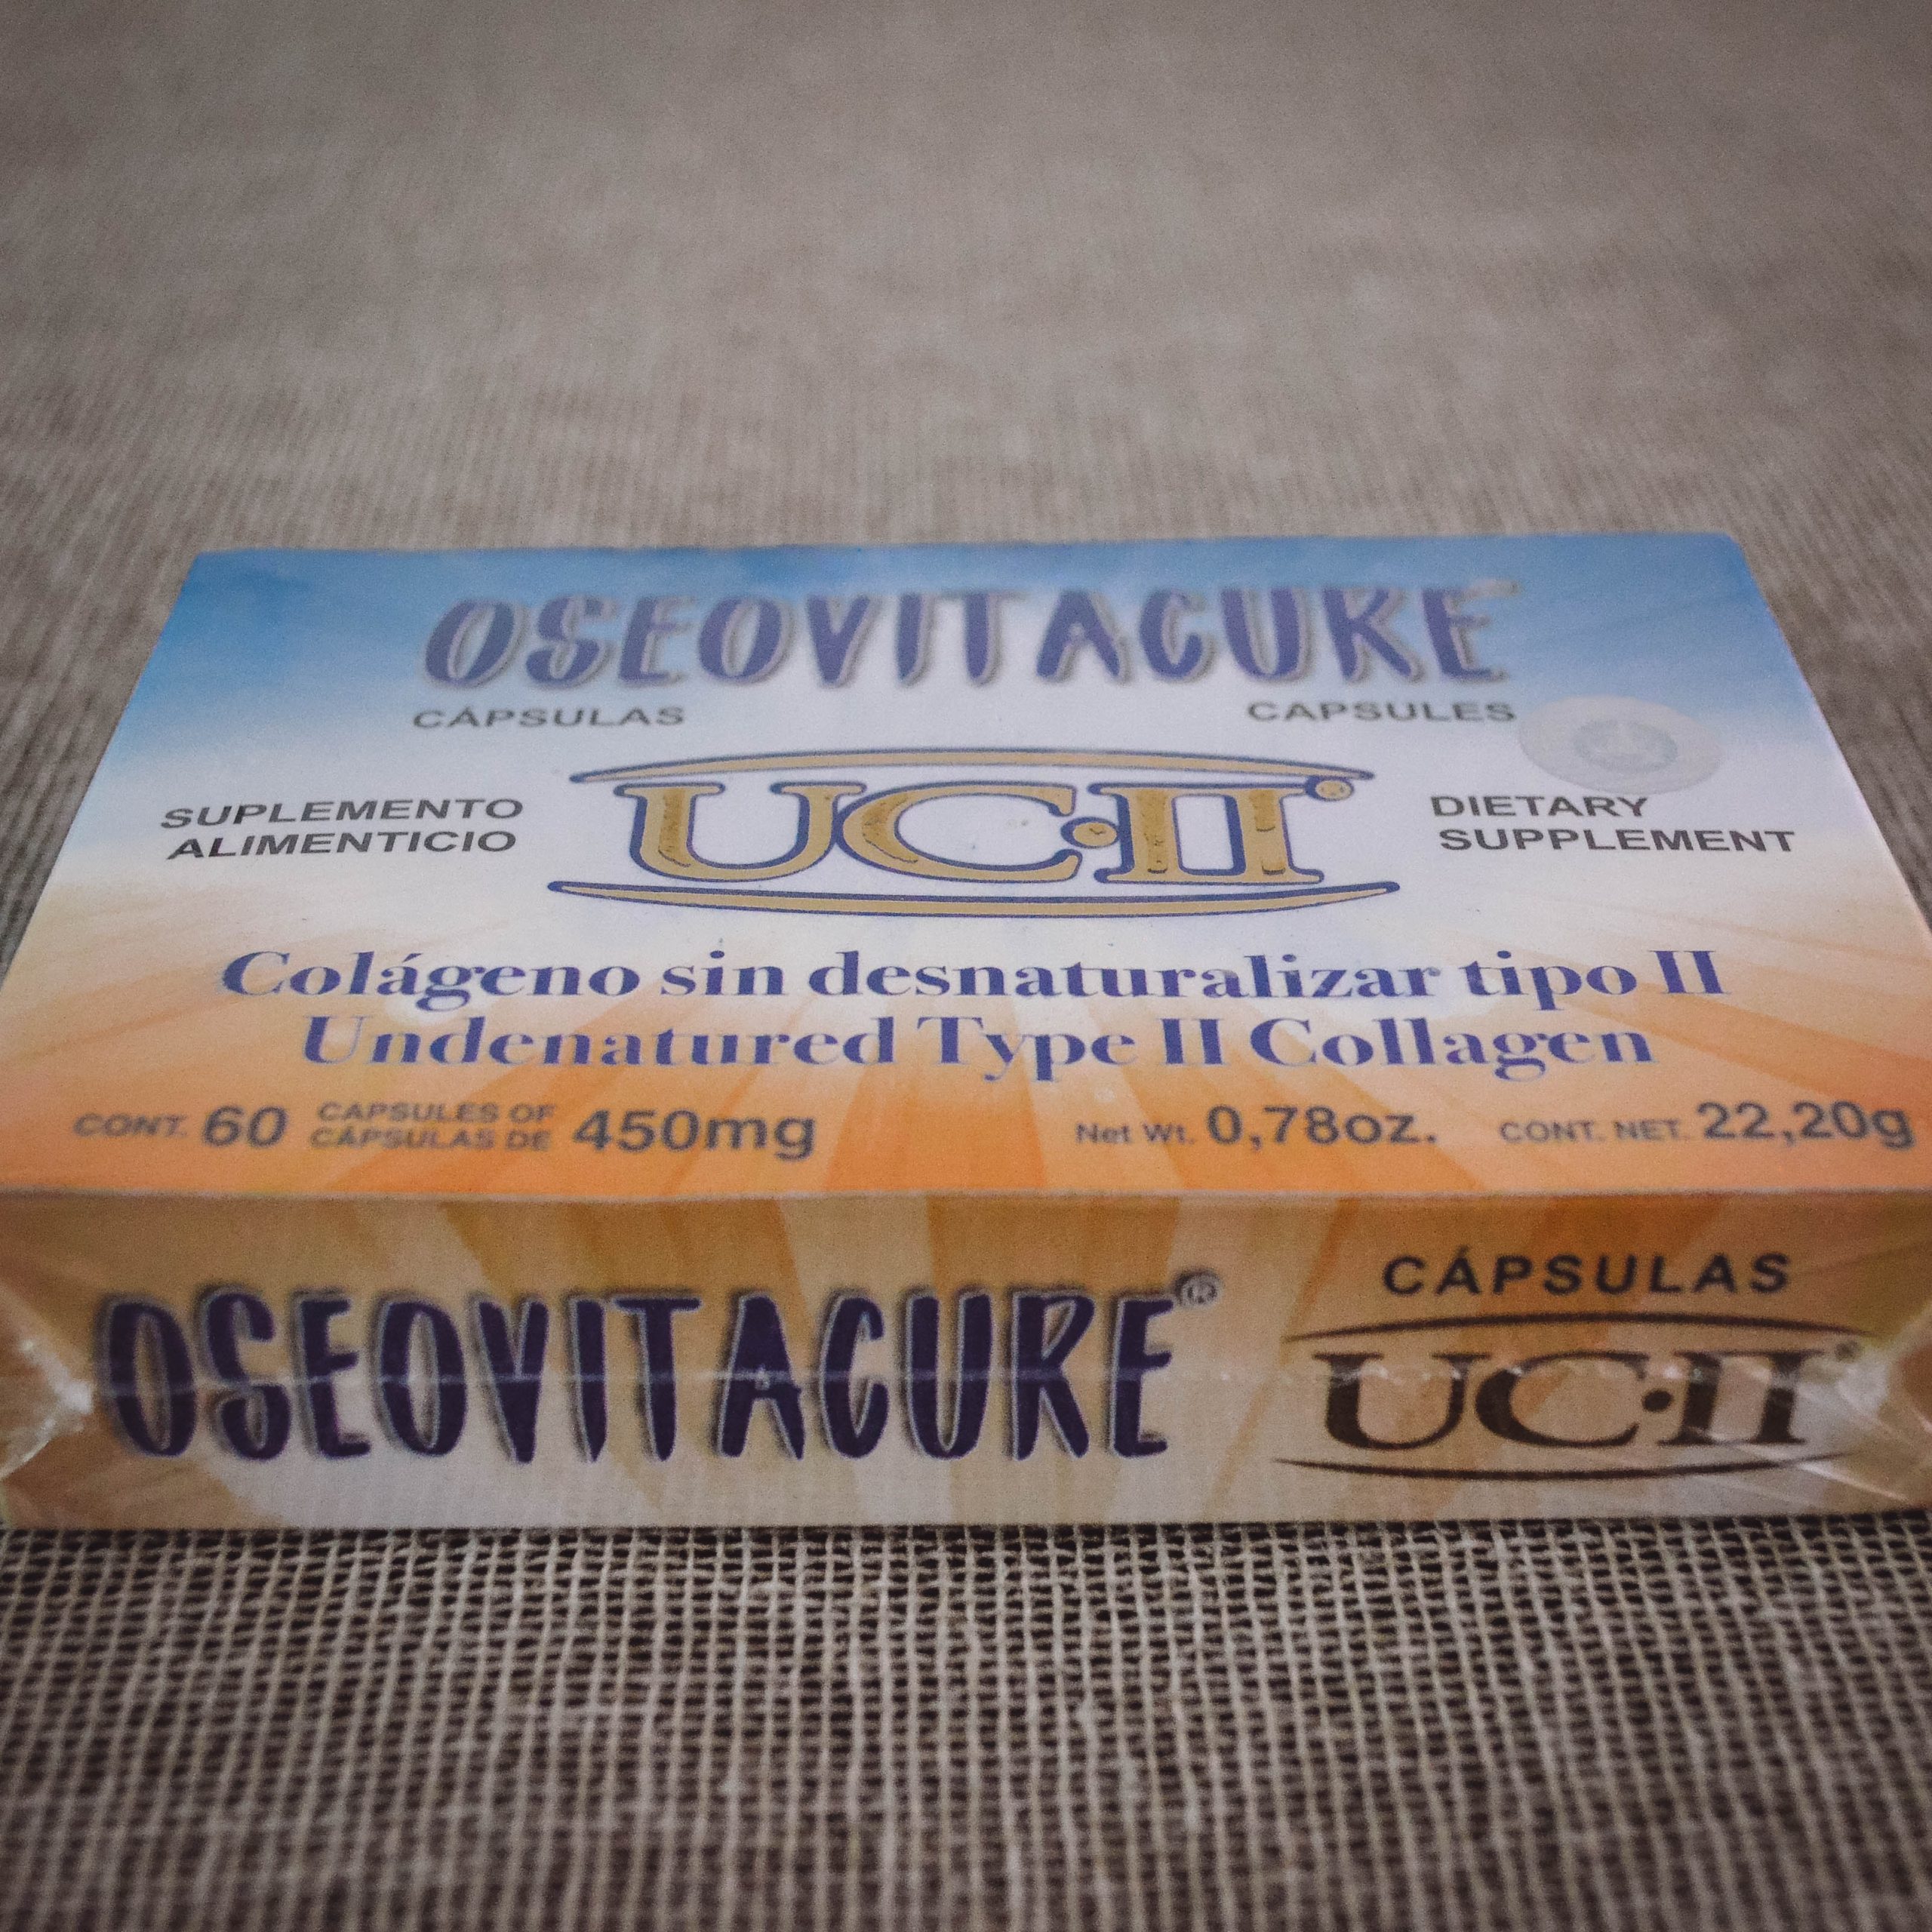 OSEOVITACURE
CÁPSULAS CAPSULES
SUPLEMENTO
ALIMENTICIO
UC·II®
DIETARY
SUPPLEMENT
Colágeno sin desnaturalizar tipo II
Undenatured Type II Collagen
CONT. 60 CAPSULES OF
CÁPSULAS DE 450mg
Net Wt. 0,78oz. CONT. NET. 22,20g
OSEOVITACURE®
CÁPSULAS
UC·II®